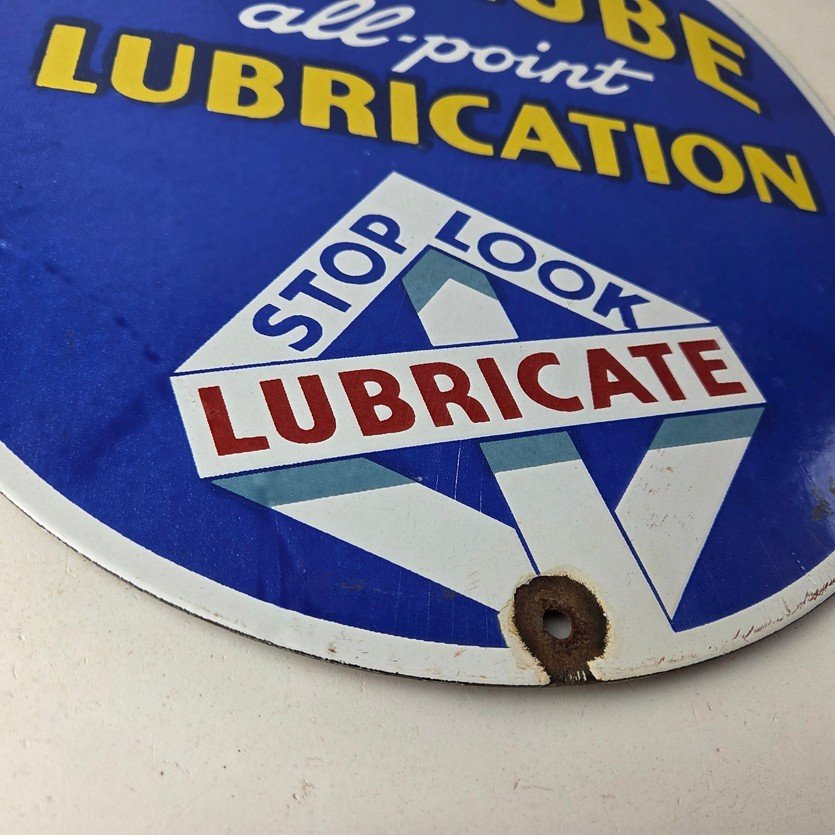 all-point
LUBRICATION
STOP
LOOK
LUBRICATE